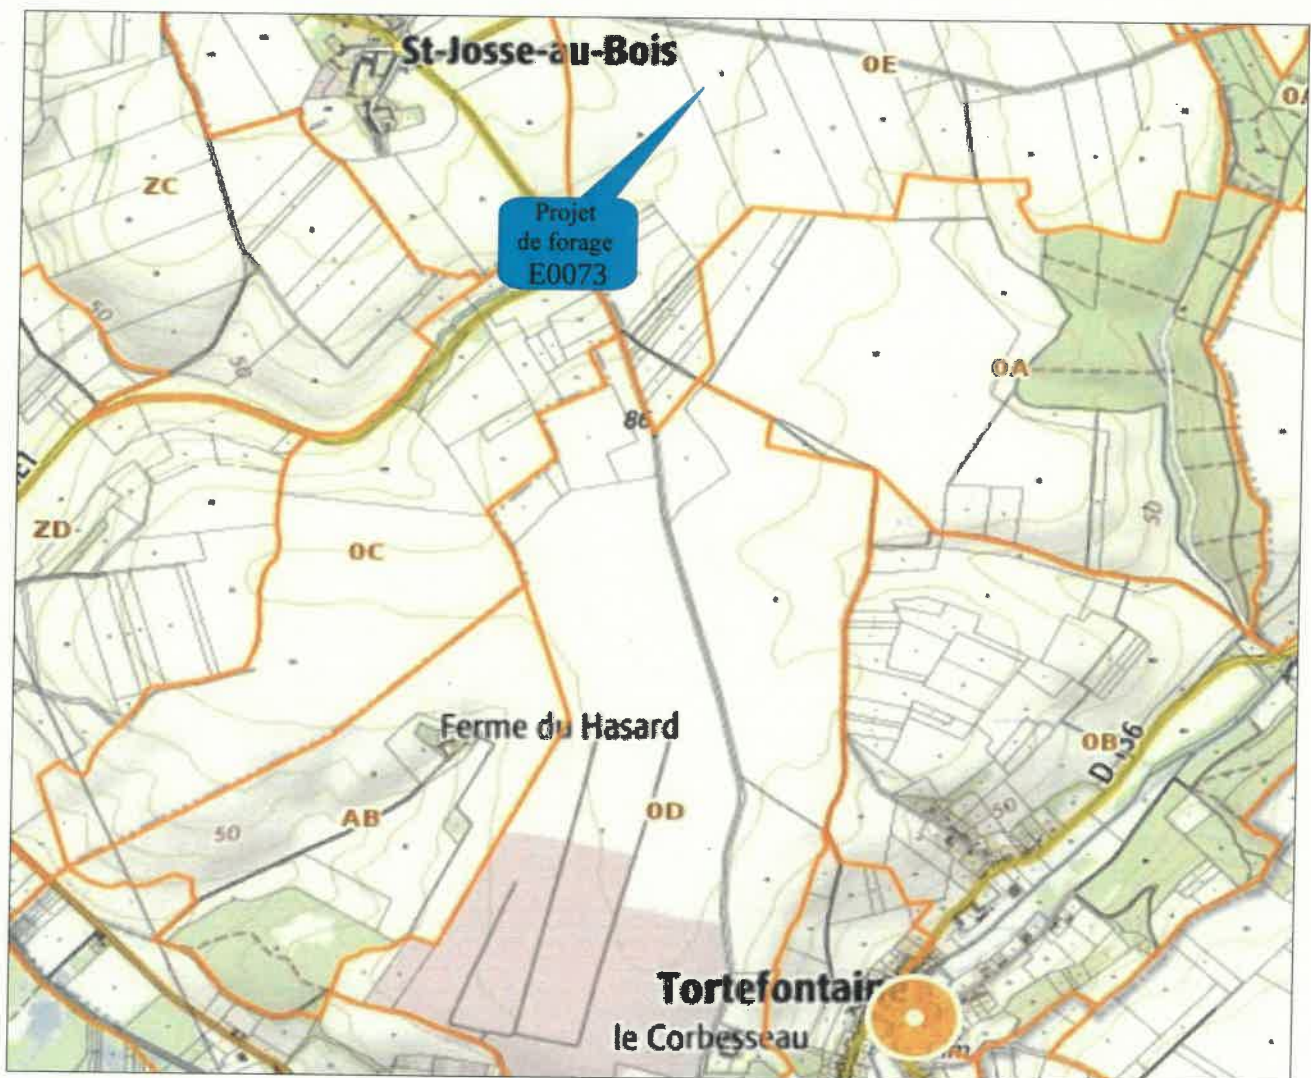 St-Josse-au-Bois
OE
ZC
Projet
de forage
E0073
50
50
OA
86
ZD
OC
50
Ferme du Hasard
OB
OD
AB
50
50
Tortefontaine
le Corbesseau